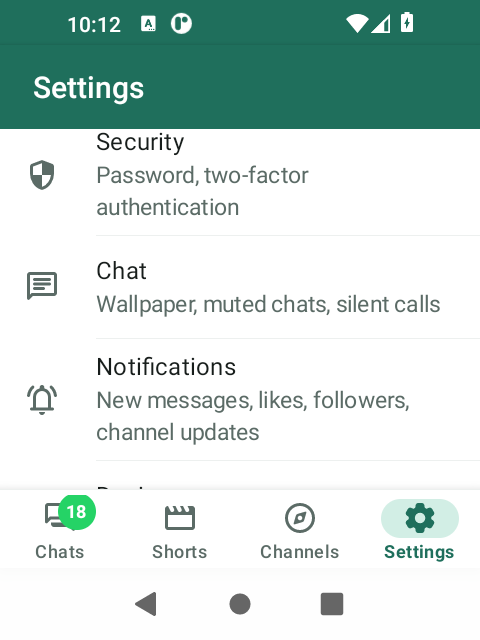 10:12
Settings
Security
Password, two-factor
authentication
Chat
Wallpaper, muted chats, silent calls
Notifications
New messages, likes, followers,
channel updates
18
Chats
Shorts
Channels
Settings